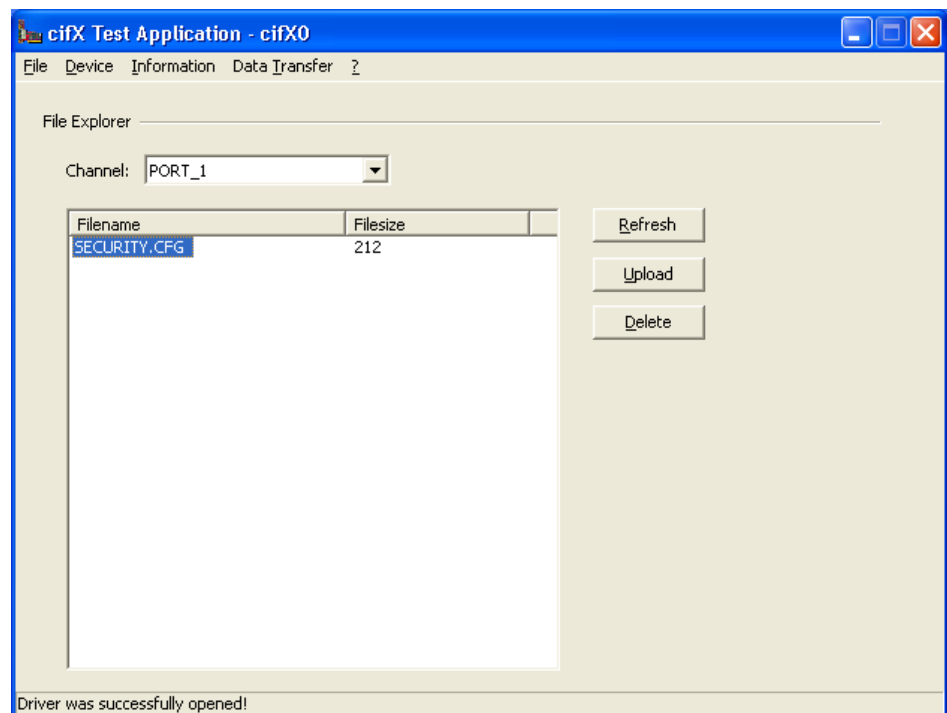 cifX Test Application - cifX0
File Device Information Data Transfer ?
File Explorer
Channel: PORT_1
Filename Filesize
SECURITY.CFG 212
Refresh
Upload
Delete
Driver was successfully opened!